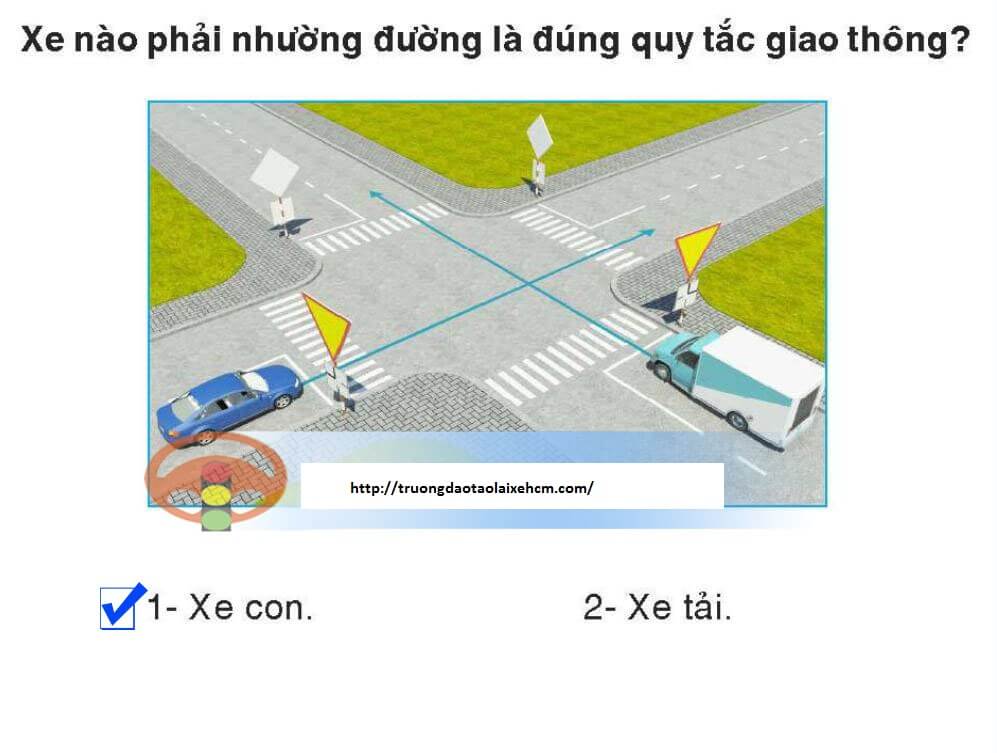 Xe nào phải nhường đường là đúng quy tắc giao thông?
http://truongdaotaolaixehcm.com/
1- Xe con.
2- Xe tải.